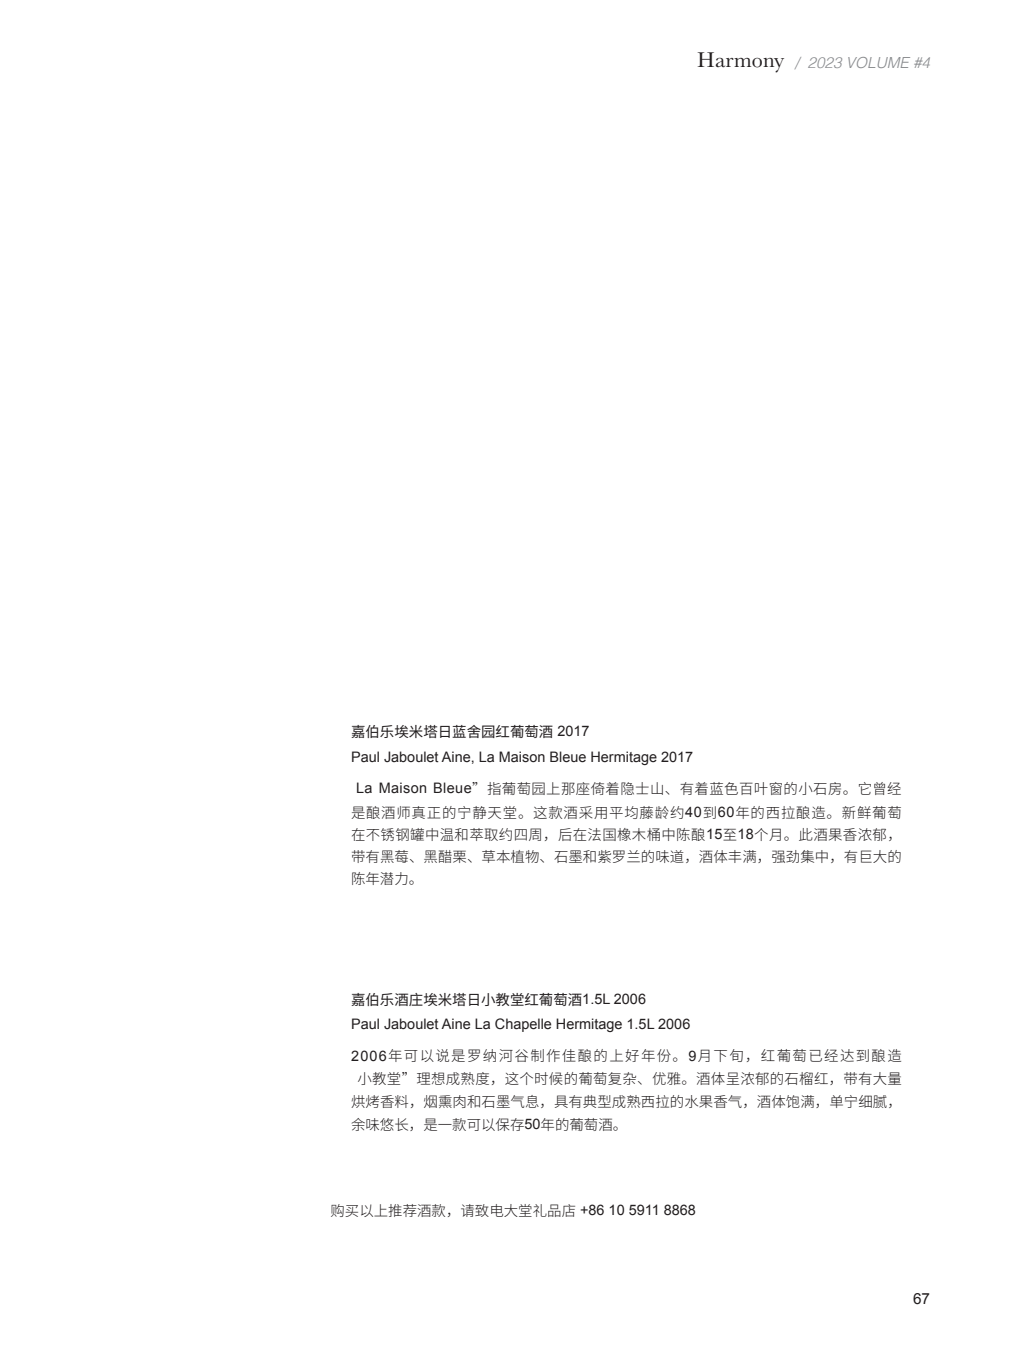 Harmony / 2023 VOLUME #4
嘉伯乐埃米塔日蓝舍园红葡萄酒 2017
Paul Jaboulet Aine, La Maison Bleue Hermitage 2017
La Maison Bleue”指葡萄园上那座倚着隐士山、有着蓝色百叶窗的小石房。它曾经
是酿酒师真正的宁静天堂。这款酒采用平均藤龄约40到60年的西拉酿造。新鲜葡萄
在不锈钢罐中温和萃取约四周，后在法国橡木桶中陈酿15至18个月。此酒果香浓郁，
带有黑莓、黑醋栗、草本植物、石墨和紫罗兰的味道，酒体丰满，强劲集中，有巨大的
陈年潜力。
嘉伯乐酒庄埃米塔日小教堂红葡萄酒1.5L 2006
Paul Jaboulet Aine La Chapelle Hermitage 1.5L 2006
2006年可以说是罗纳河谷制作佳酿的上好年份。9月下旬，红葡萄已经达到酿造
小教堂”理想成熟度，这个时候的葡萄复杂、优雅。酒体呈浓郁的石榴红，带有大量
烘烤香料，烟熏肉和石墨气息，具有典型成熟西拉的水果香气，酒体饱满，单宁细腻，
余味悠长，是一款可以保存50年的葡萄酒。
购买以上推荐酒款，请致电大堂礼品店 +86 10 5911 8868
67